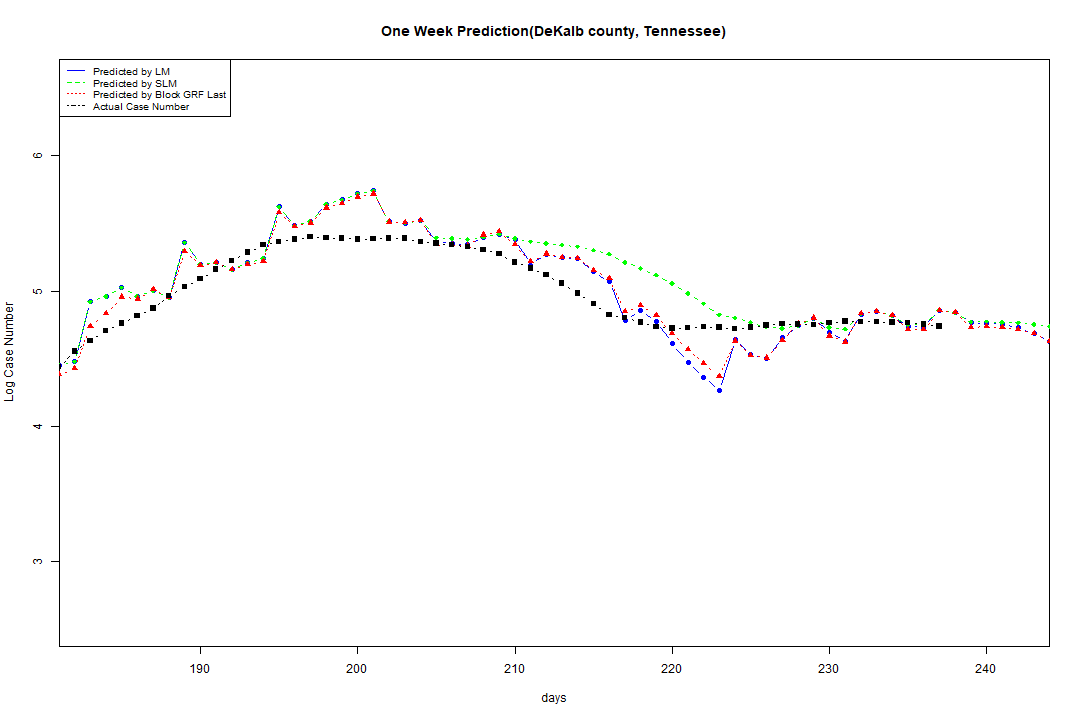 One Week Prediction(DeKalb county, Tennessee)
Predicted by LM
Predicted by SLM
Predicted by Block GRF Last
Actual Case Number
6
5
4
3
Log Case Number
190 200 210 220 230 240
days